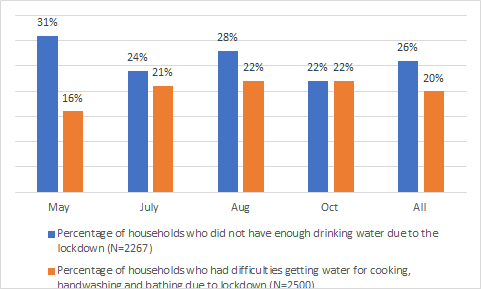 31%
16%
24%
21%
28%
22%
22%
22%
26%
20%
May
July
Aug
Oct
All
Percentage of households who did not have enough drinking water due to the
lockdown (N=2267)
Percentage of households who had difficulties getting water for cooking,
handwashing and bathing due to lockdown (N=2500)